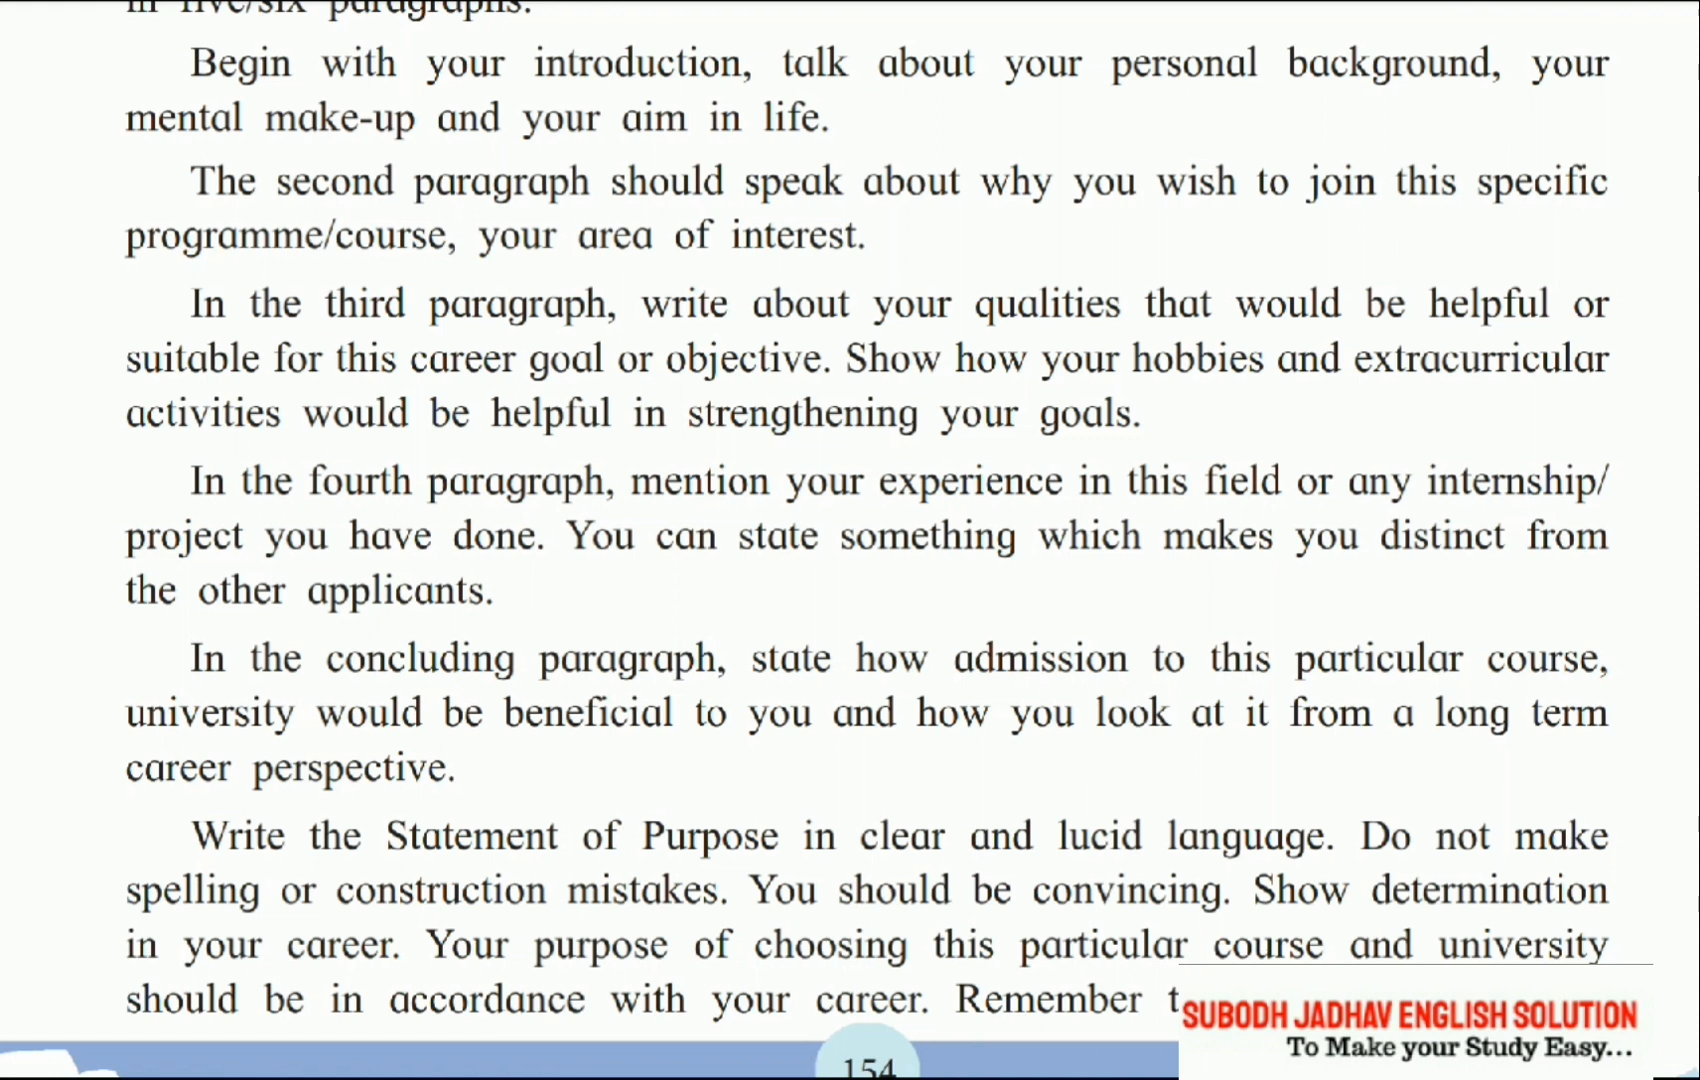 in five/six paragraphs.
Begin with your introduction, talk about your personal background, your
mental make-up and your aim in life.
The second paragraph should speak about why you wish to join this specific
programme/course, your area of interest.
In the third paragraph, write about your qualities that would be helpful or
suitable for this career goal or objective. Show how your hobbies and extracurricular
activities would be helpful in strengthening your goals.
In the fourth paragraph, mention your experience in this field or any internship/
project you have done. You can state something which makes you distinct from
the other applicants.
In the concluding paragraph, state how admission to this particular course,
university would be beneficial to you and how you look at it from a long term
career perspective.
Write the Statement of Purpose in clear and lucid language. Do not make
spelling or construction mistakes. You should be convincing. Show determination
in your career. Your purpose of choosing this particular course and university
should be in accordance with your career. Remember t
SUBODH JADHAV ENGLISH SOLUTION
To Make your Study Easy...
154